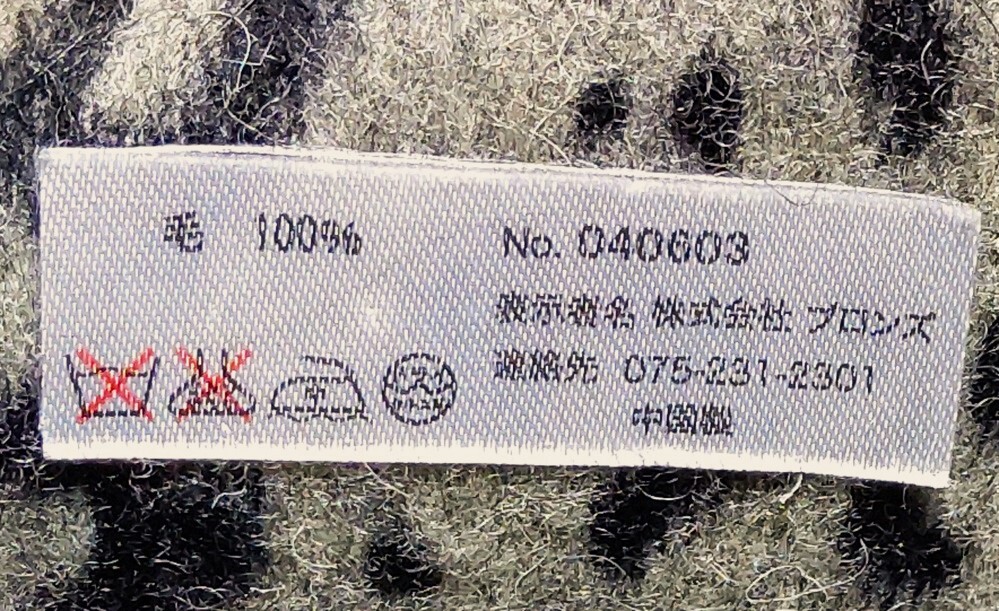 毛 100%
No. 040603
表示者名 株式会社 ブロンズ
連絡先 075-231-2301
中国製